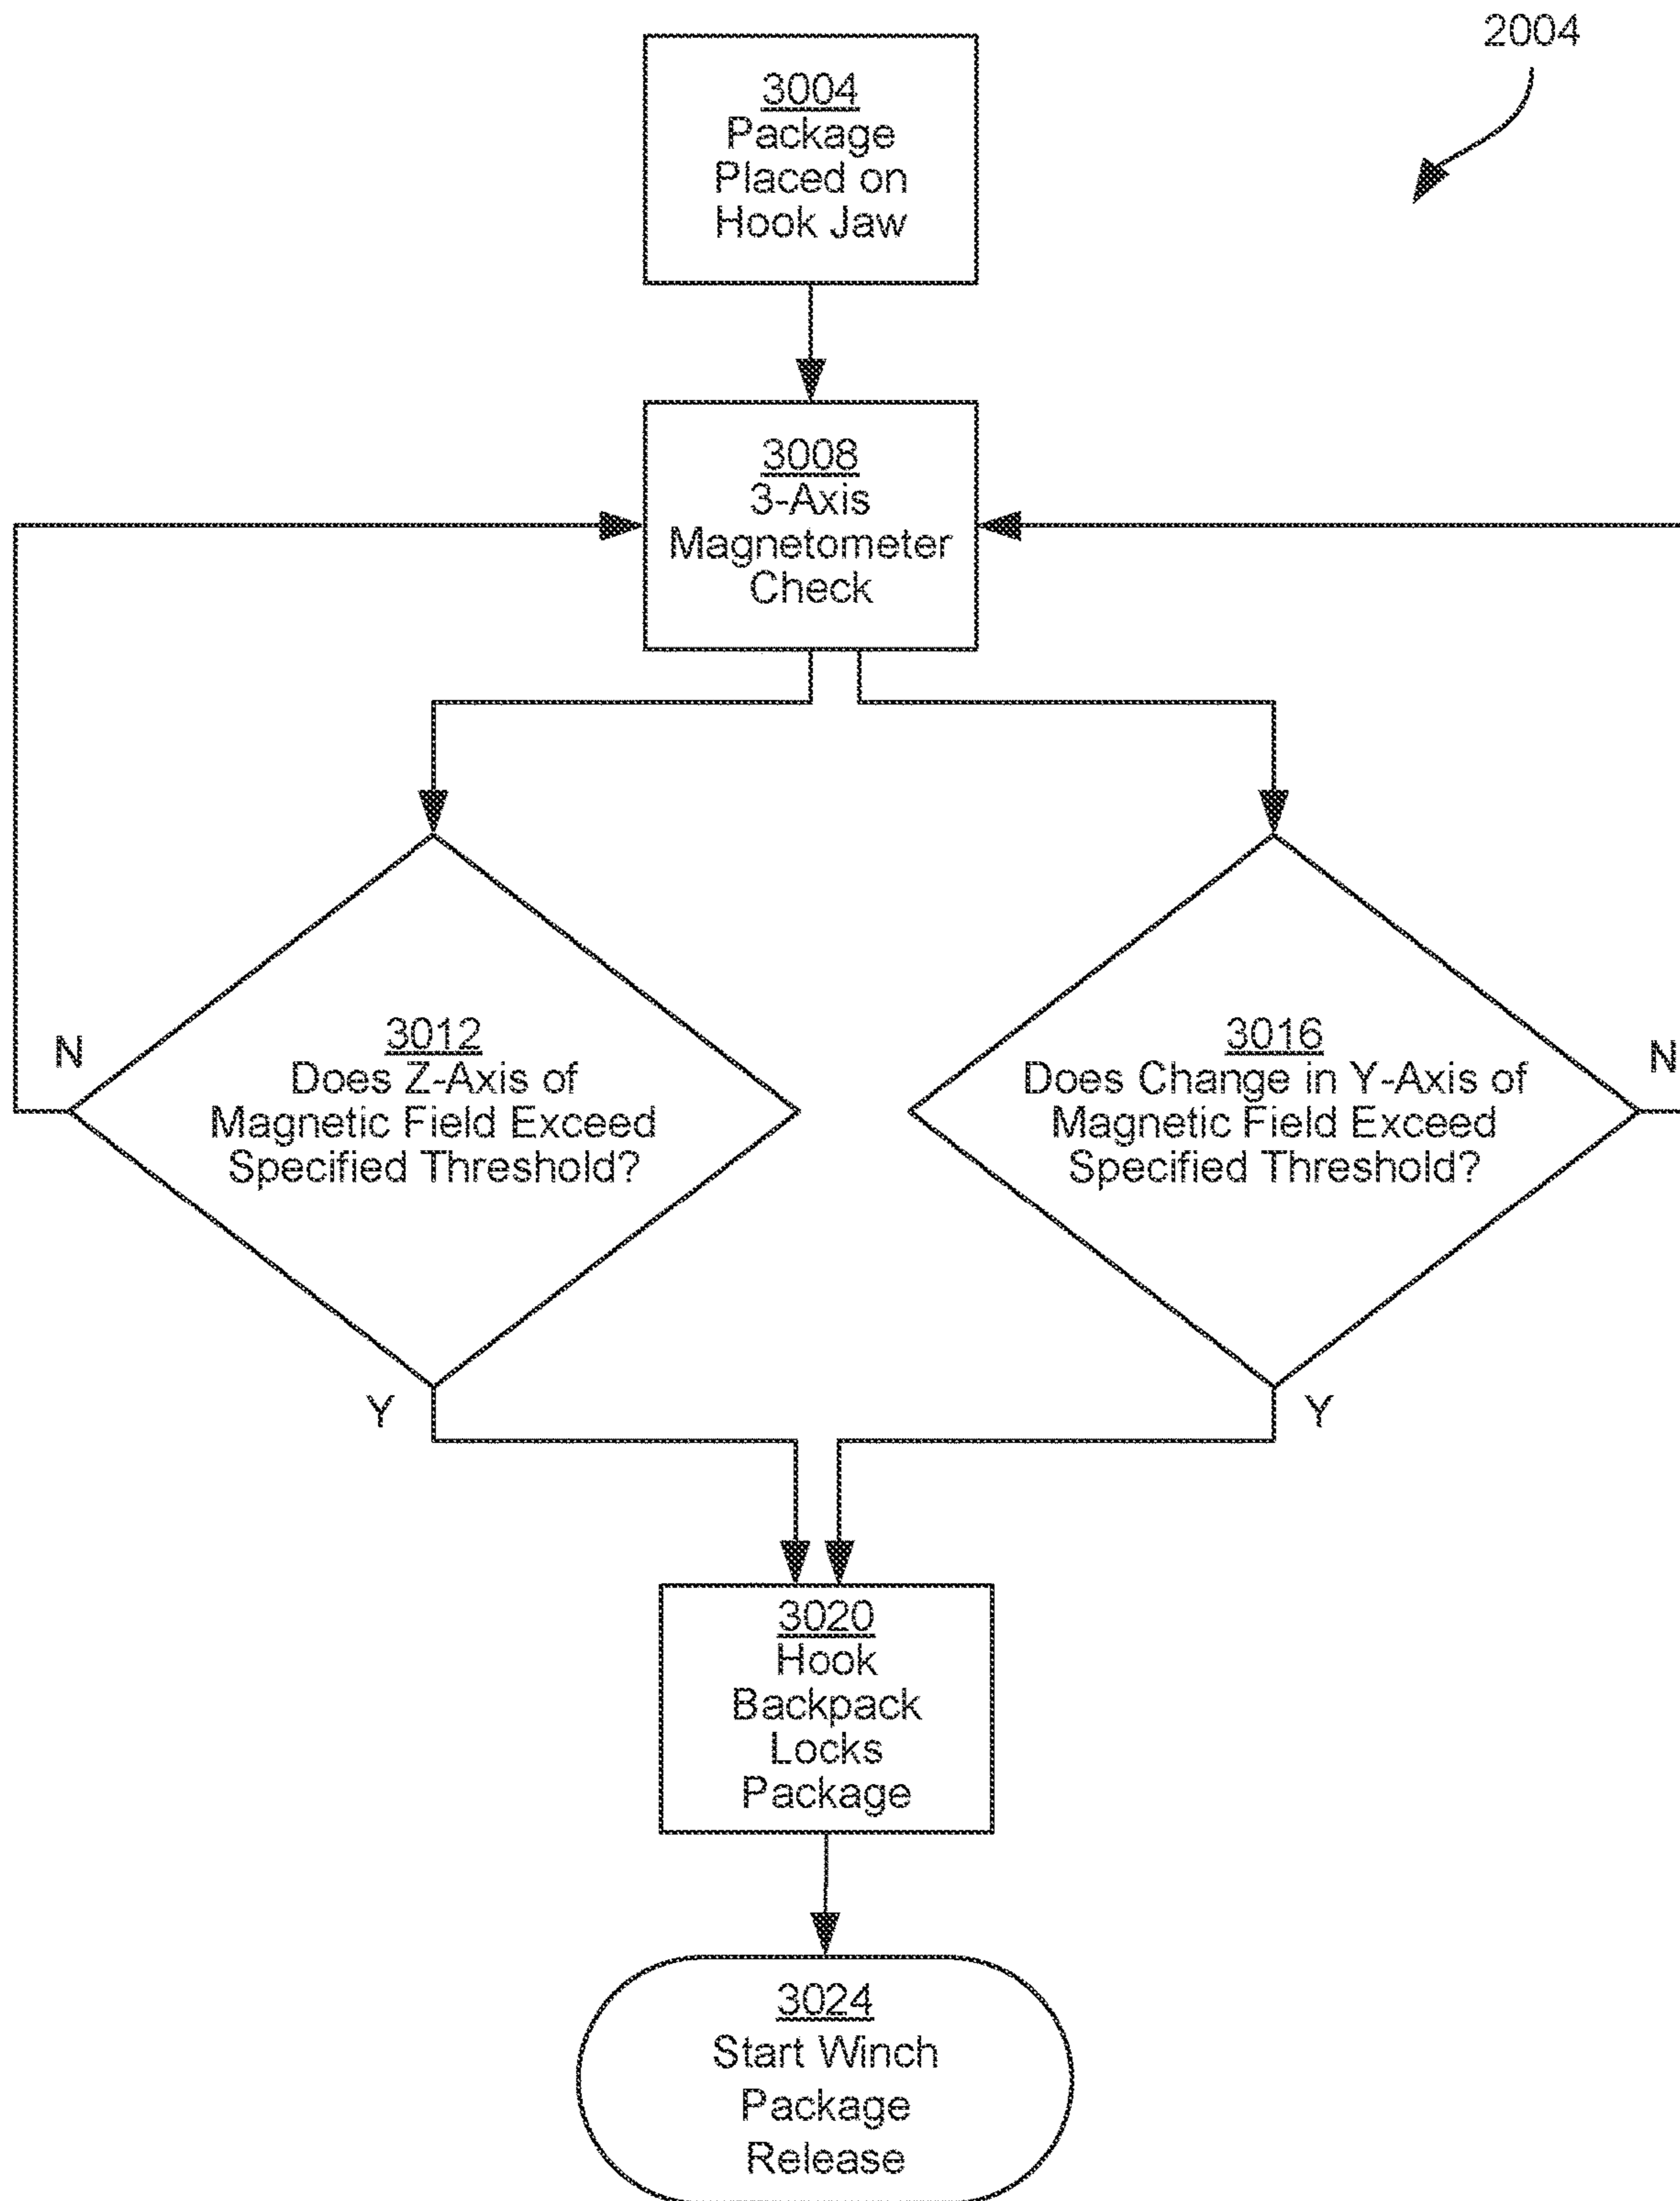 2004
3004
Package
Placed on
Hook Jaw
3008
3-Axis
Magnetometer
Check
N
3012
Does Z-Axis of
Magnetic Field Exceed
Specified Threshold?
Y
3016
Does Change in Y-Axis of
Magnetic Field Exceed
Specified Threshold?
N
Y
3020
Hook
Backpack
Locks
Package
3024
Start Winch
Package
Release